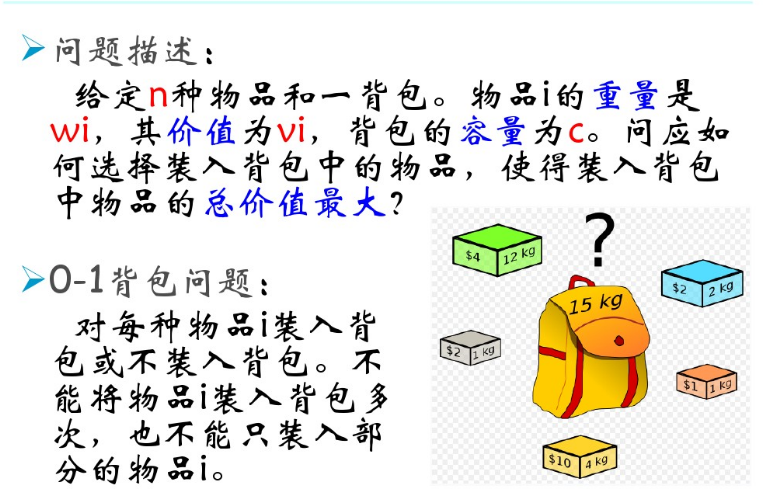 问题描述：
给定n种物品和一背包。物品i的重量是
wi，其价值为vi，背包的容量为c。问应如
何选择装入背包中的物品，使得装入背包
中物品的总价值最大？
?
$4 12 kg
$2 2 kg
15 kg
$2 1 kg
$1 1 kg
$10 4 kg
0-1背包问题：
对每种物品i装入背
包或不装入背包。不
能将物品i装入背包多
次，也不能只装入部
分的物品i。